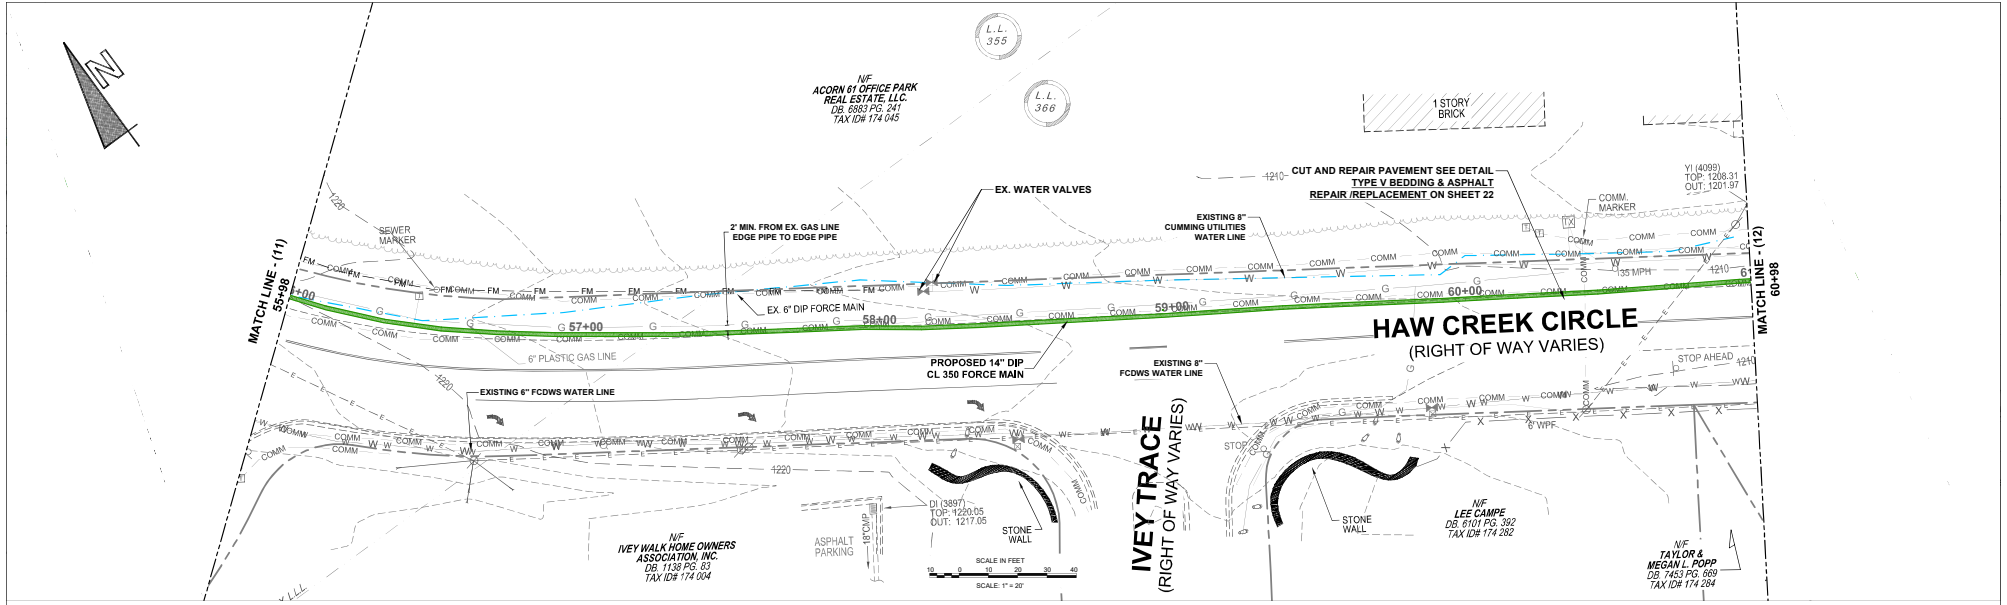 N
L.L.
355
L.L.
366
N/F
ACORN 61 OFFICE PARK
REAL ESTATE, LLC.
DB. 6883 PG. 241
TAX ID# 174 045
1 STORY
BRICK
1210
CUT AND REPAIR PAVEMENT SEE DETAIL
TYPE V BEDDING & ASPHALT
REPAIR /REPLACEMENT ON SHEET 22
YI (4099)
TOP: 1208.31
OUT: 1201.97
COMM.
MARKER
EX. WATER VALVES
1220
SEWER
MARKER
2' MIN. FROM EX. GAS LINE
EDGE PIPE TO EDGE PIPE
EXISTING 8"
CUMMING UTILITIES
WATER LINE
MATCH LINE - (11)
55+98
MATCH LINE - (12)
60+98
35 MPH
1210
EX. 6" DIP FORCE MAIN
57+00
58+00
59+00
60+00
HAW CREEK CIRCLE
(RIGHT OF WAY VARIES)
6" PLASTIC GAS LINE
PROPOSED 14" DIP
CL 350 FORCE MAIN
EXISTING 8"
FCDWS WATER LINE
STOP AHEAD
1210
1220
EXISTING 6" FCDWS WATER LINE
STOP
6' WPF
1220
IVEY TRACE
(RIGHT OF WAY VARIES)
DI (3897)
TOP: 1220.05
OUT: 1217.05
18"CMP
ASPHALT
PARKING
STONE
WALL
STONE
WALL
N/F
LEE CAMPE
DB. 6101 PG. 392
TAX ID# 174 282
N/F
IVEY WALK HOME OWNERS
ASSOCIATION, INC.
DB. 1138 PG. 83
TAX ID# 174 004
N/F
TAYLOR &
MEGAN L. POPP
DB. 7453 PG. 669
TAX ID# 174 284
SCALE IN FEET
10 0 10 20 30 40
SCALE: 1" = 20'